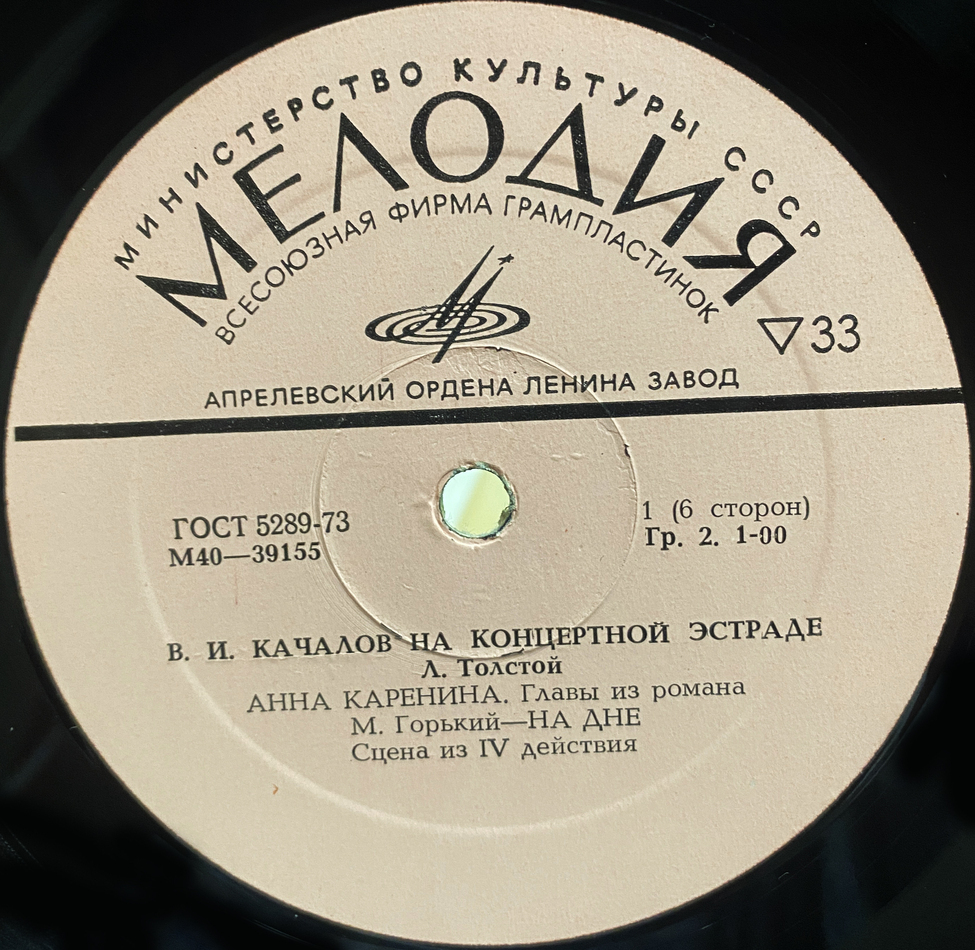 МИНИСТЕРСТВО КУЛЬТУРЫ СССР
МЕЛОДИЯ
ВСЕСОЮЗНАЯ ФИРМА ГРАМПЛАСТИНОК
▽33
АПРЕЛЕВСКИЙ ОРДЕНА ЛЕНИНА ЗАВОД
ГОСТ 5289-73
М40—39155
1 (6 сторон)
Гр. 2. 1-00
В. И. КАЧАЛОВ НА КОНЦЕРТНОЙ ЭСТРАДЕ
Л. Толстой
АННА КАРЕНИНА. Главы из романа
М. Горький—НА ДНЕ
Сцена из IV действия